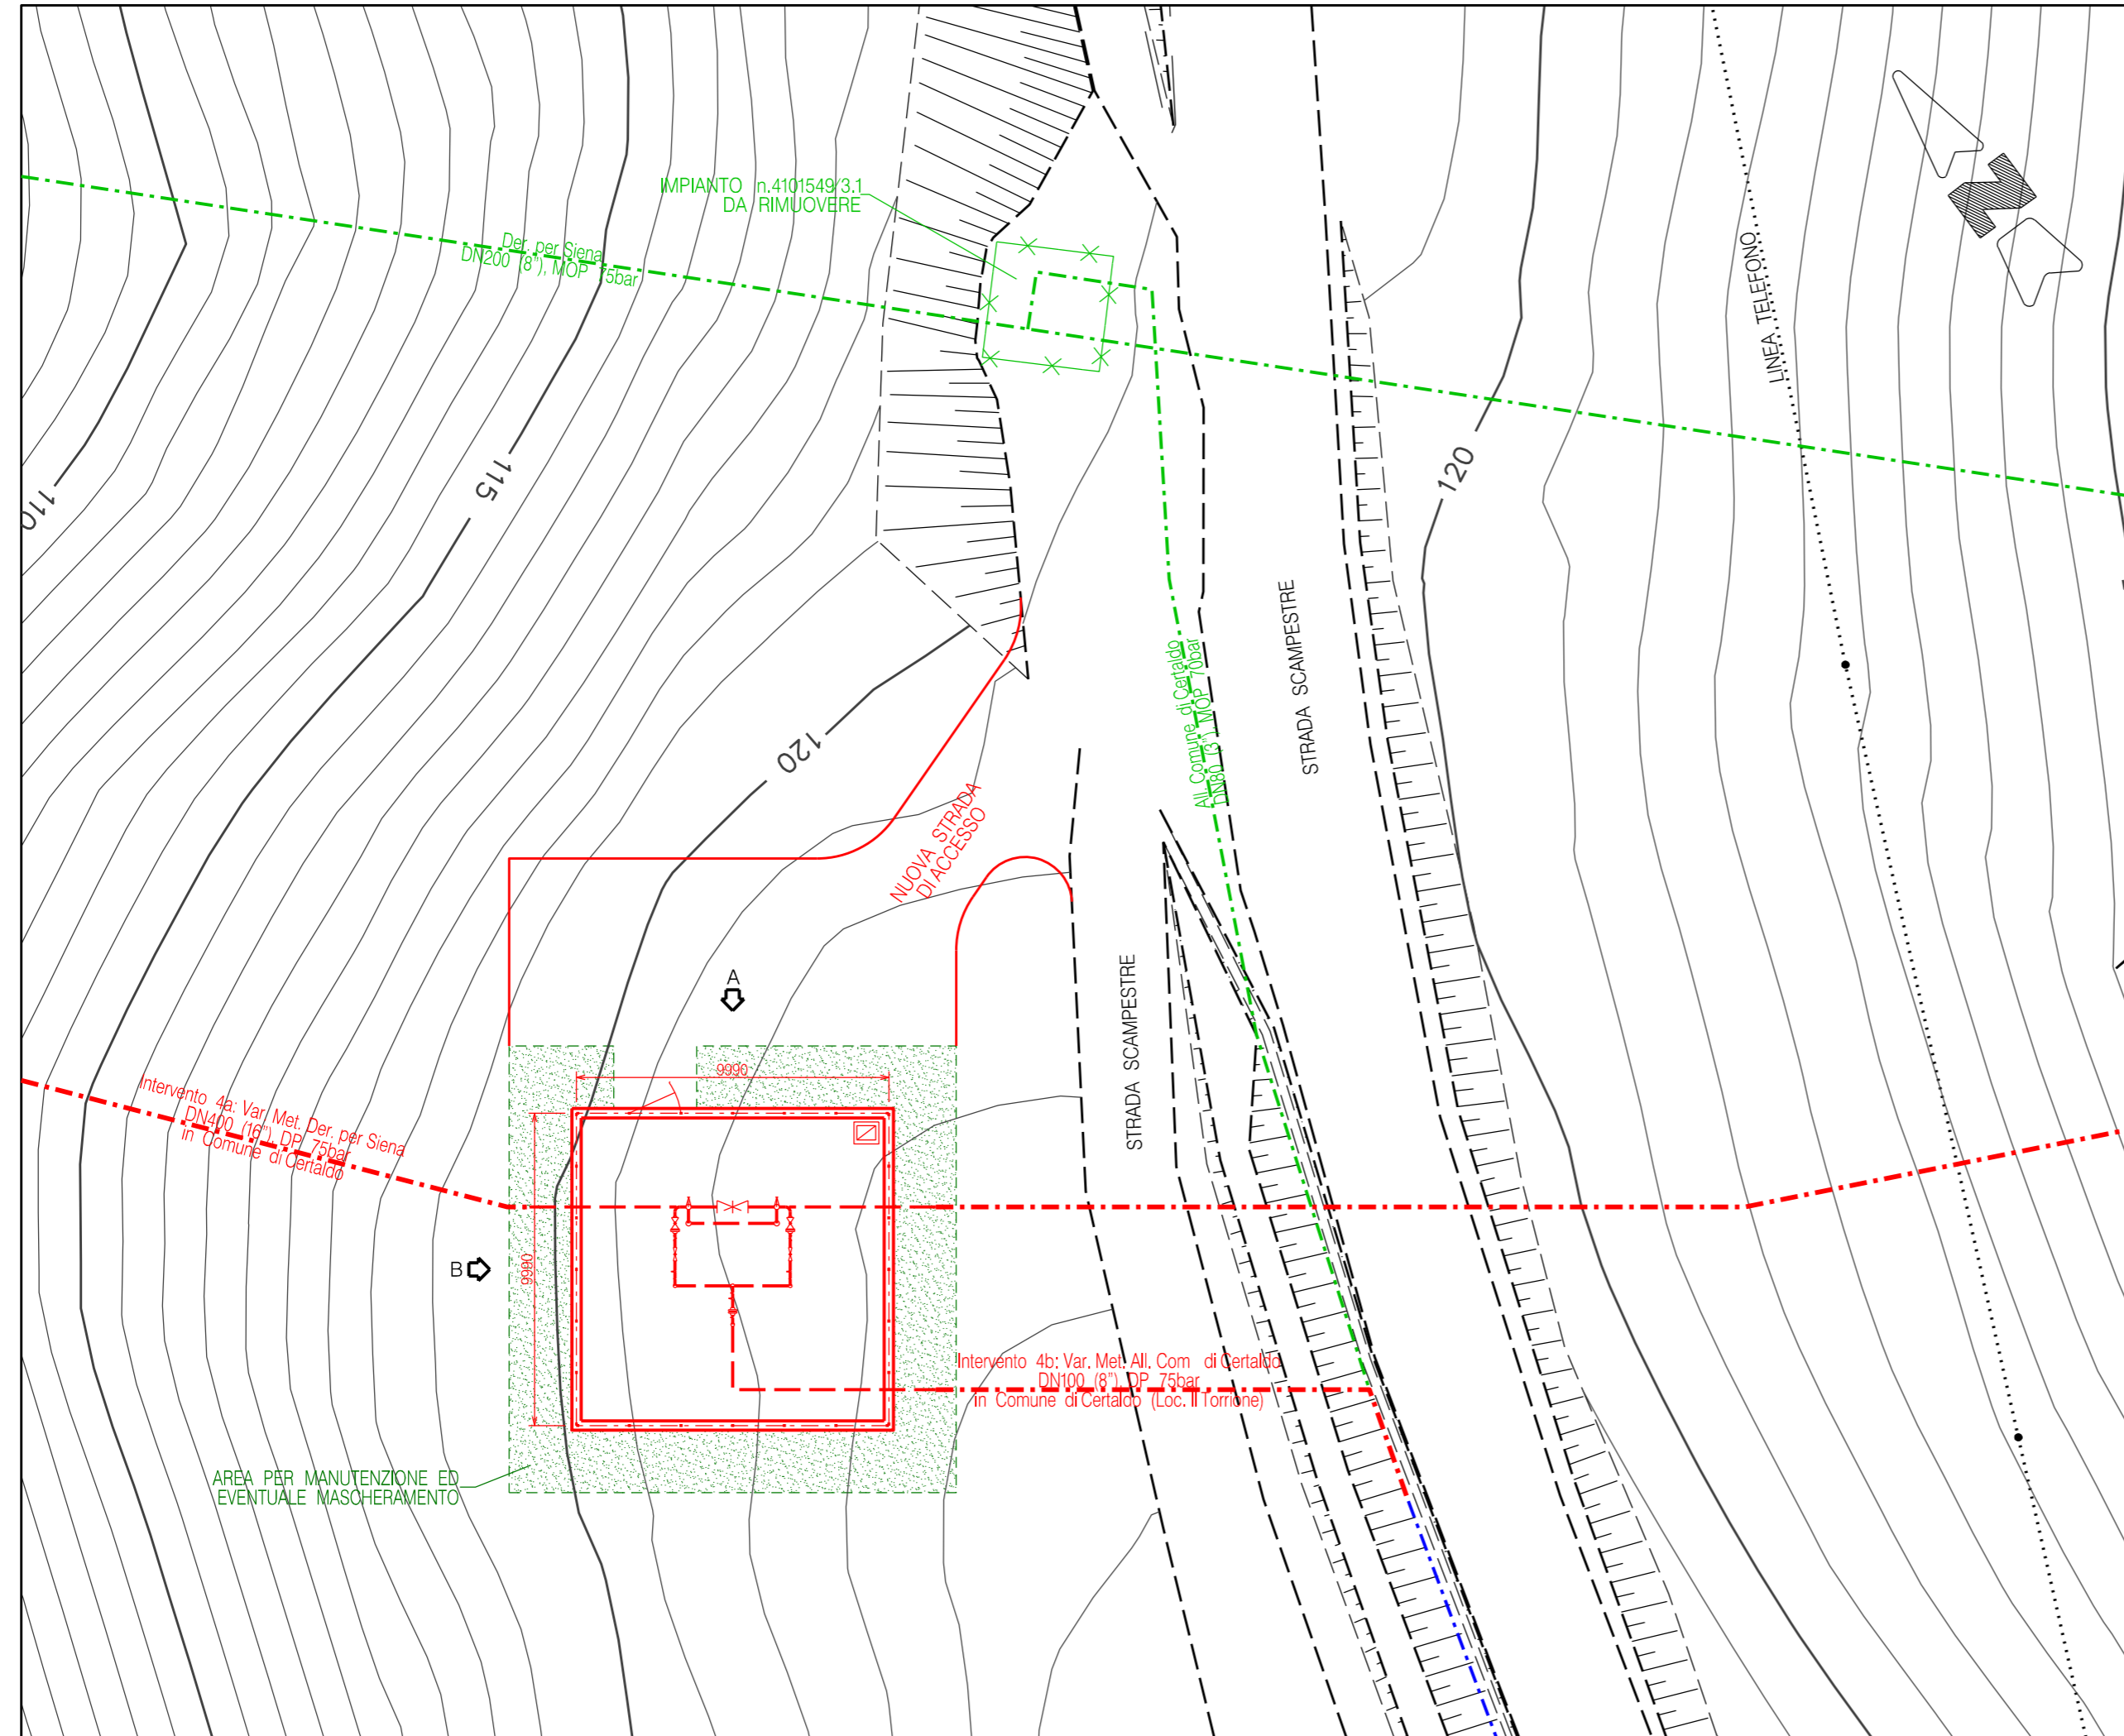 IMPIANTO n.4101549/3.1
DA RIMUOVERE
Der. per Siena
DN200 (8"), MOP 75bar
N
LINEA TELEFONO
110
115
120
120
STRADA SCAMPESTRE
All. Comune di Certaldo
DN80 (3") MOP 70bar
NUOVA STRADA
DI ACCESSO
A
STRADA SCAMPESTRE
9990
Intervento 4a: Var. Met. Der. per Siena
DN400 (16"), DP 75bar
in Comune di Certaldo
B
9990
Intervento 4b: Var. Met. All. Com di Certaldo
DN100 (8"), DP 75bar
in Comune di Certaldo (Loc. Il Torrione)
AREA PER MANUTENZIONE ED
EVENTUALE MASCHERAMENTO